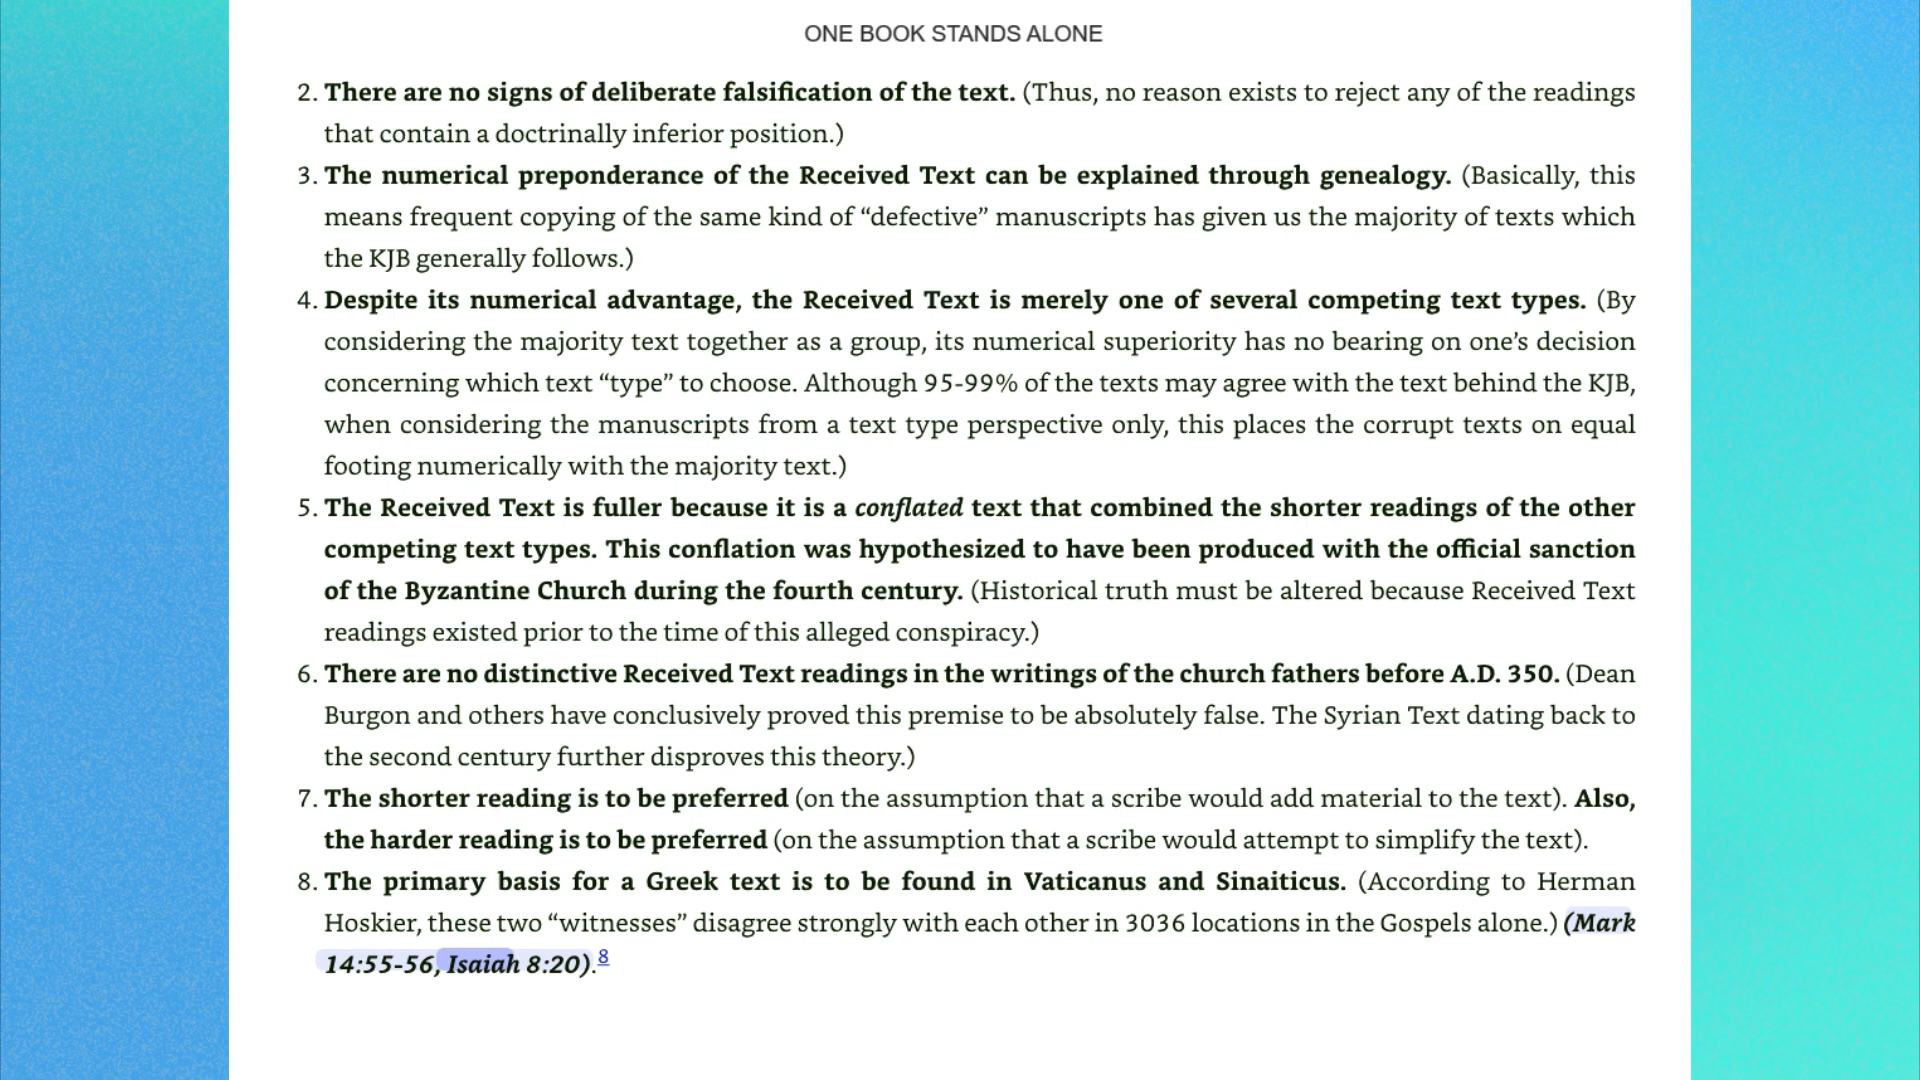 ONE BOOK STANDS ALONE
2. There are no signs of deliberate falsification of the text. (Thus, no reason exists to reject any of the readings
that contain a doctrinally inferior position.)
3. The numerical preponderance of the Received Text can be explained through genealogy. (Basically, this
means frequent copying of the same kind of “defective” manuscripts has given us the majority of texts which
the KJB generally follows.)
4. Despite its numerical advantage, the Received Text is merely one of several competing text types. (By
considering the majority text together as a group, its numerical superiority has no bearing on one’s decision
concerning which text “type” to choose. Although 95-99% of the texts may agree with the text behind the KJB,
when considering the manuscripts from a text type perspective only, this places the corrupt texts on equal
footing numerically with the majority text.)
5. The Received Text is fuller because it is a conflated text that combined the shorter readings of the other
competing text types. This conflation was hypothesized to have been produced with the official sanction
of the Byzantine Church during the fourth century. (Historical truth must be altered because Received Text
readings existed prior to the time of this alleged conspiracy.)
6. There are no distinctive Received Text readings in the writings of the church fathers before A.D. 350. (Dean
Burgon and others have conclusively proved this premise to be absolutely false. The Syrian Text dating back to
the second century further disproves this theory.)
7. The shorter reading is to be preferred (on the assumption that a scribe would add material to the text). Also,
the harder reading is to be preferred (on the assumption that a scribe would attempt to simplify the text).
8. The primary basis for a Greek text is to be found in Vaticanus and Sinaiticus. (According to Herman
Hoskier, these two “witnesses” disagree strongly with each other in 3036 locations in the Gospels alone.) (Mark
14:55-56, Isaiah 8:20).8